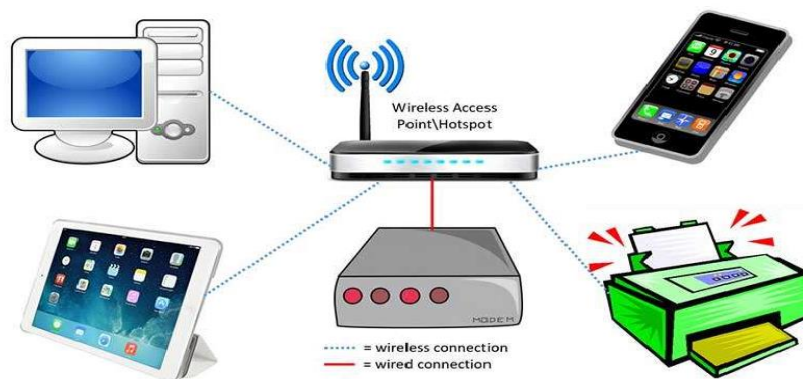 Wireless Access
Point\Hotspot
MODEM
= wireless connection
= wired connection